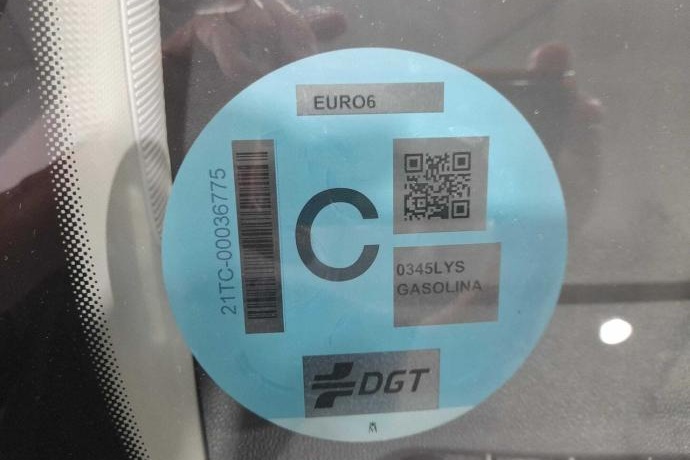 EURO6
21TC-00036775
C
0345LYS
GASOLINA
DGT